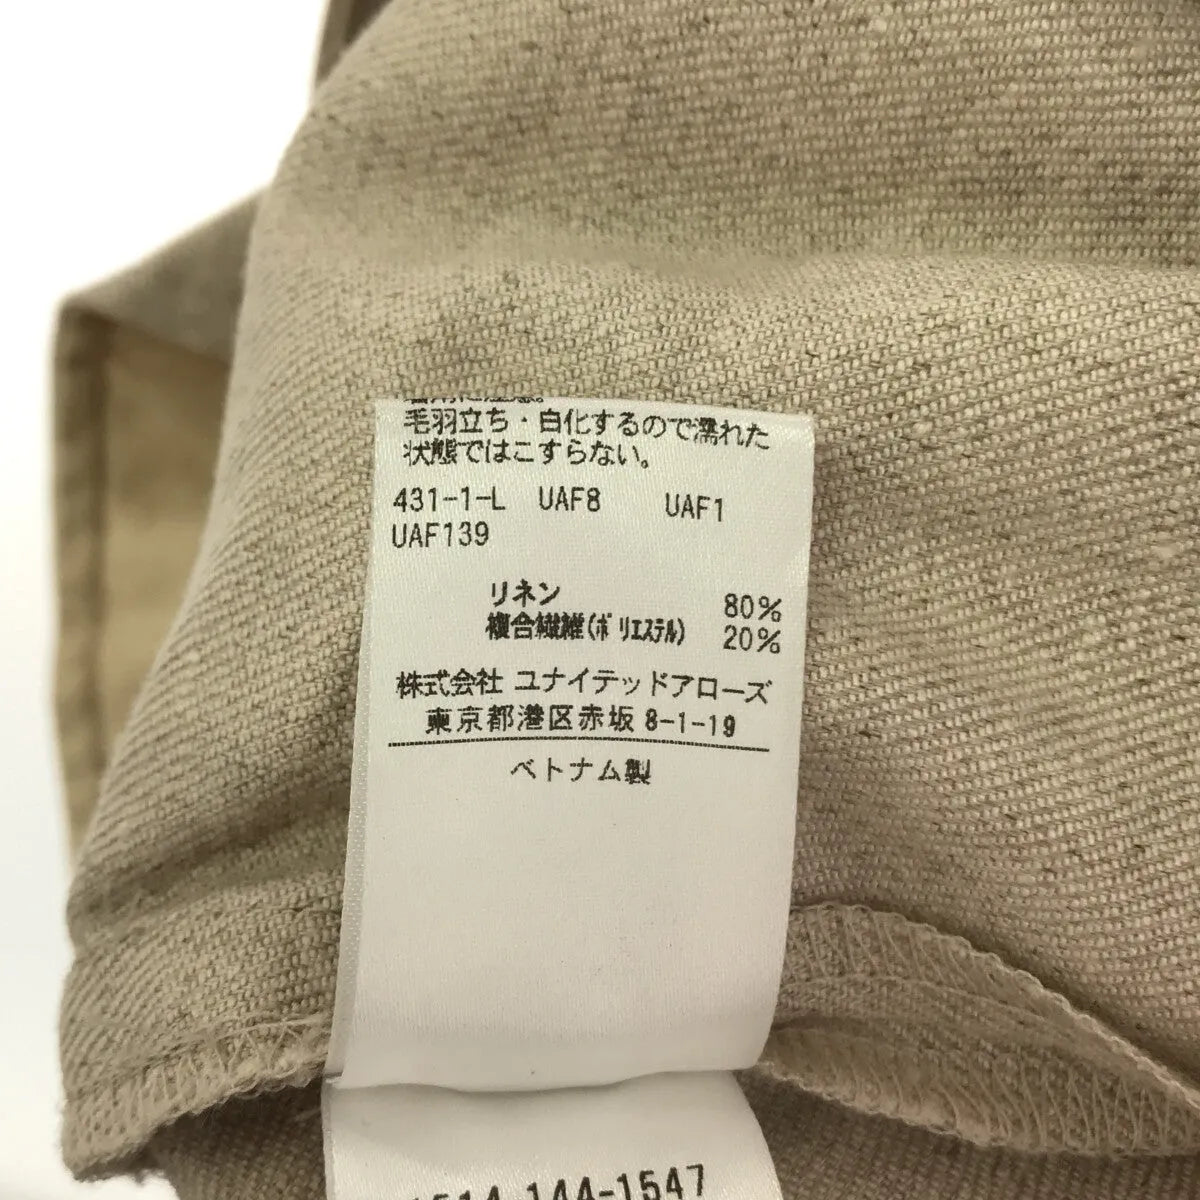 毛羽立ち・白化するので濡れた
状態ではこすらない。
431-1-L UAF8 UAF1
UAF139
リネン 80%
複合繊維(ポリエステル) 20%
株式会社 ユナイテッドアローズ
東京都港区赤坂 8-1-19
ベトナム製
1514-144-1547